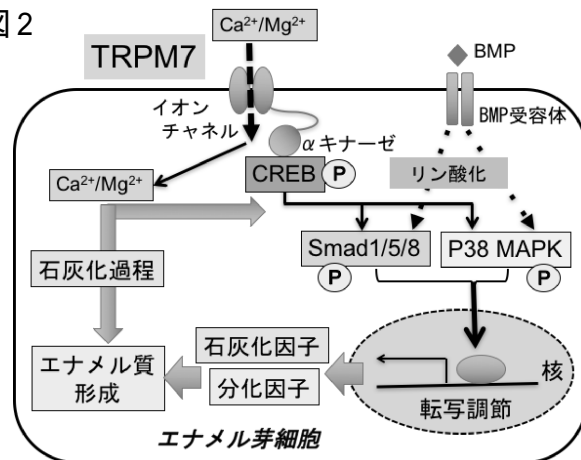 図2
Ca²⁺/Mg²⁺
TRPM7
BMP
イオン
チャネル
BMP受容体
αキナーゼ
CREB P
リン酸化
Ca²⁺/Mg²⁺
Smad1/5/8
P38 MAPK
P
P
石灰化過程
石灰化因子
分化因子
エナメル質
形成
核
転写調節
エナメル芽細胞